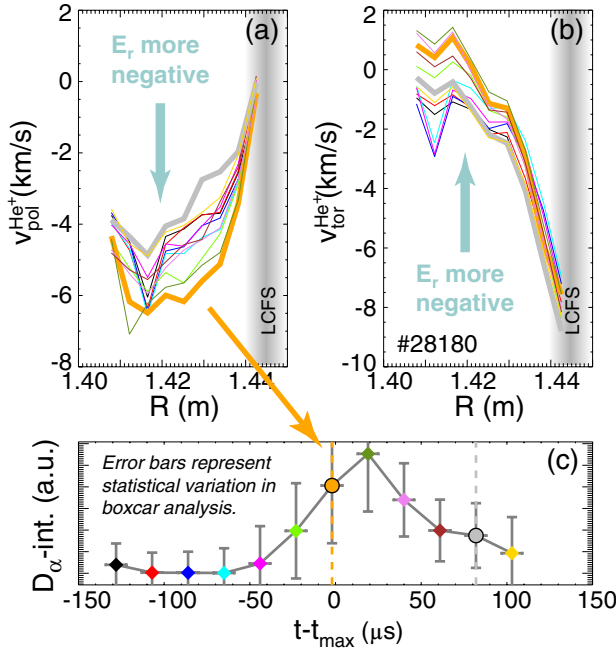 (a)
E_r more
negative
v_pol^He+ (km/s)
0
-2
-4
-6
-8
1.40
1.42
1.44
R (m)
LCFS
(b)
v_tor^He+ (km/s)
2
0
-2
-4
-6
-8
-10
E_r more
negative
#28180
1.40
1.42
1.44
R (m)
LCFS
(c)
Error bars represent
statistical variation in
boxcar analysis.
D_α-int. (a.u.)
-150
-100
-50
0
50
100
150
t-t_max (μs)